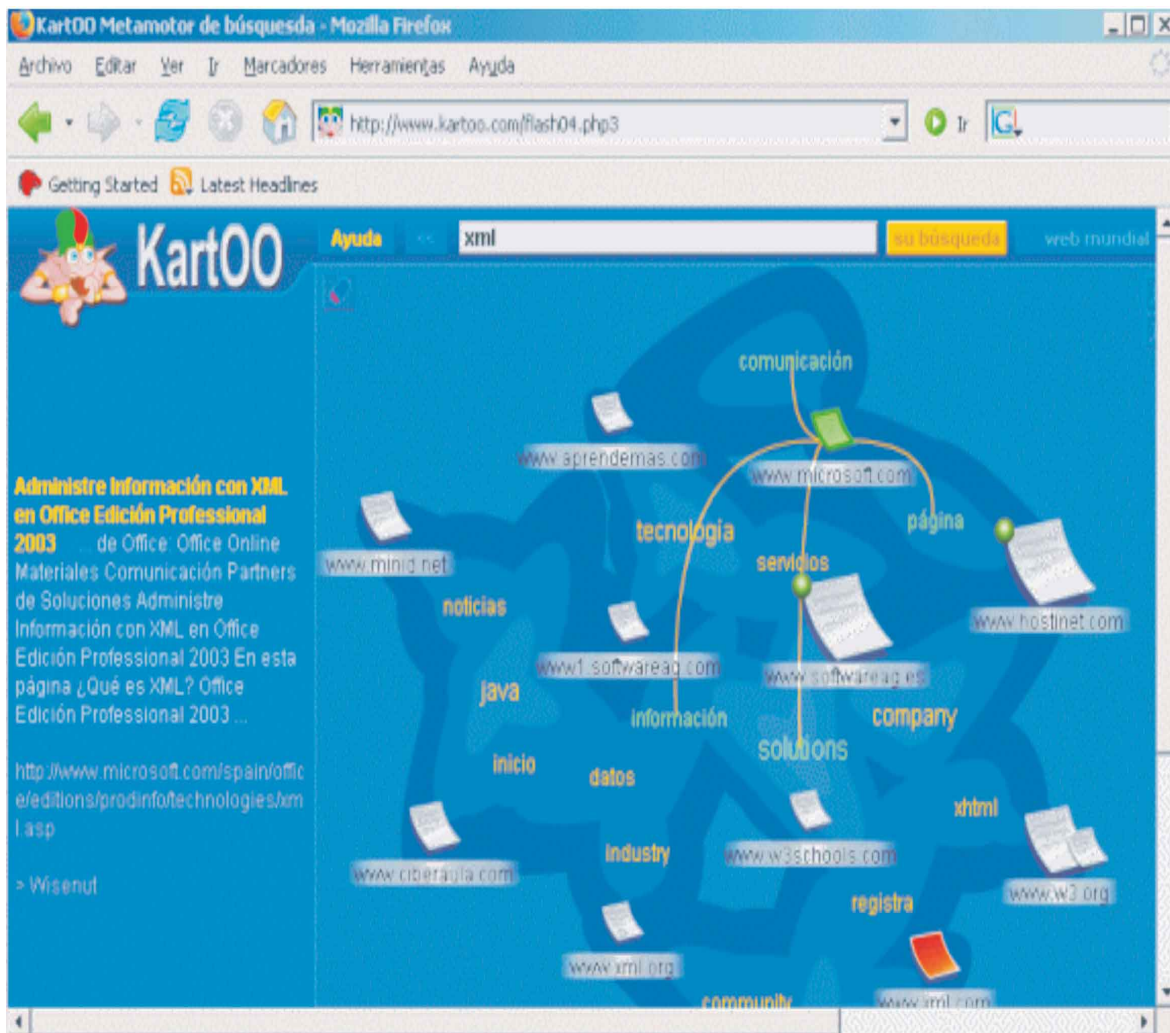 KartOO Metamotor de búsquesda - Mozilla Firefox
Archivo Editar Ver Ir Marcadores Herramientas Ayuda
http://www.kartoo.com/flash04.php3 Ir G
Getting Started Latest Headlines
KartOO
Ayuda << xml su búsqueda web mundial
Administre Información con XML
en Office Edición Professional
2003 ... de Office: Office Online
Materiales Comunicación Partners
de Soluciones Administre
Información con XML en Office
Edición Professional 2003 En esta
página ¿Qué es XML? Office
Edición Professional 2003 ...
http://www.microsoft.com/spain/offic
e/editions/prodinfo/technologies/xm
l.asp
> Wisenut
comunicación
www.aprendemas.com
www.microsoft.com
tecnología
página
www.minid.net
servicios
noticias
www.hostinet.com
www1.softwareag.com
www.softwareag.es
java
información
company
solutions
inicio
datos
xhtml
industry
www.w3schools.com
www.ciberaula.com
www.w3.org
registra
www.xml.org
community
www.xml.com